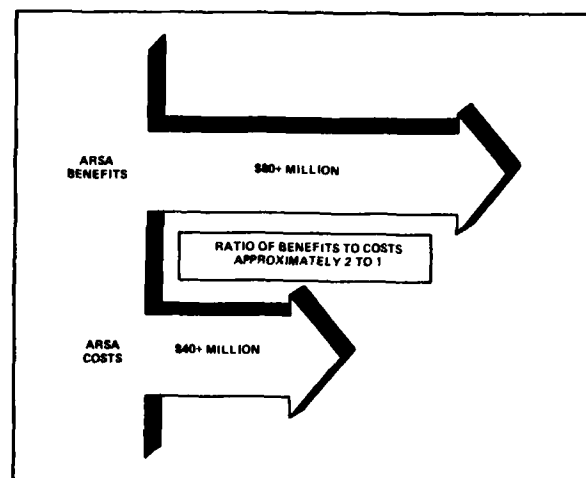 ARSA
BENEFITS
$80+ MILLION
RATIO OF BENEFITS TO COSTS
APPROXIMATELY 2 TO 1
ARSA
COSTS
$40+ MILLION